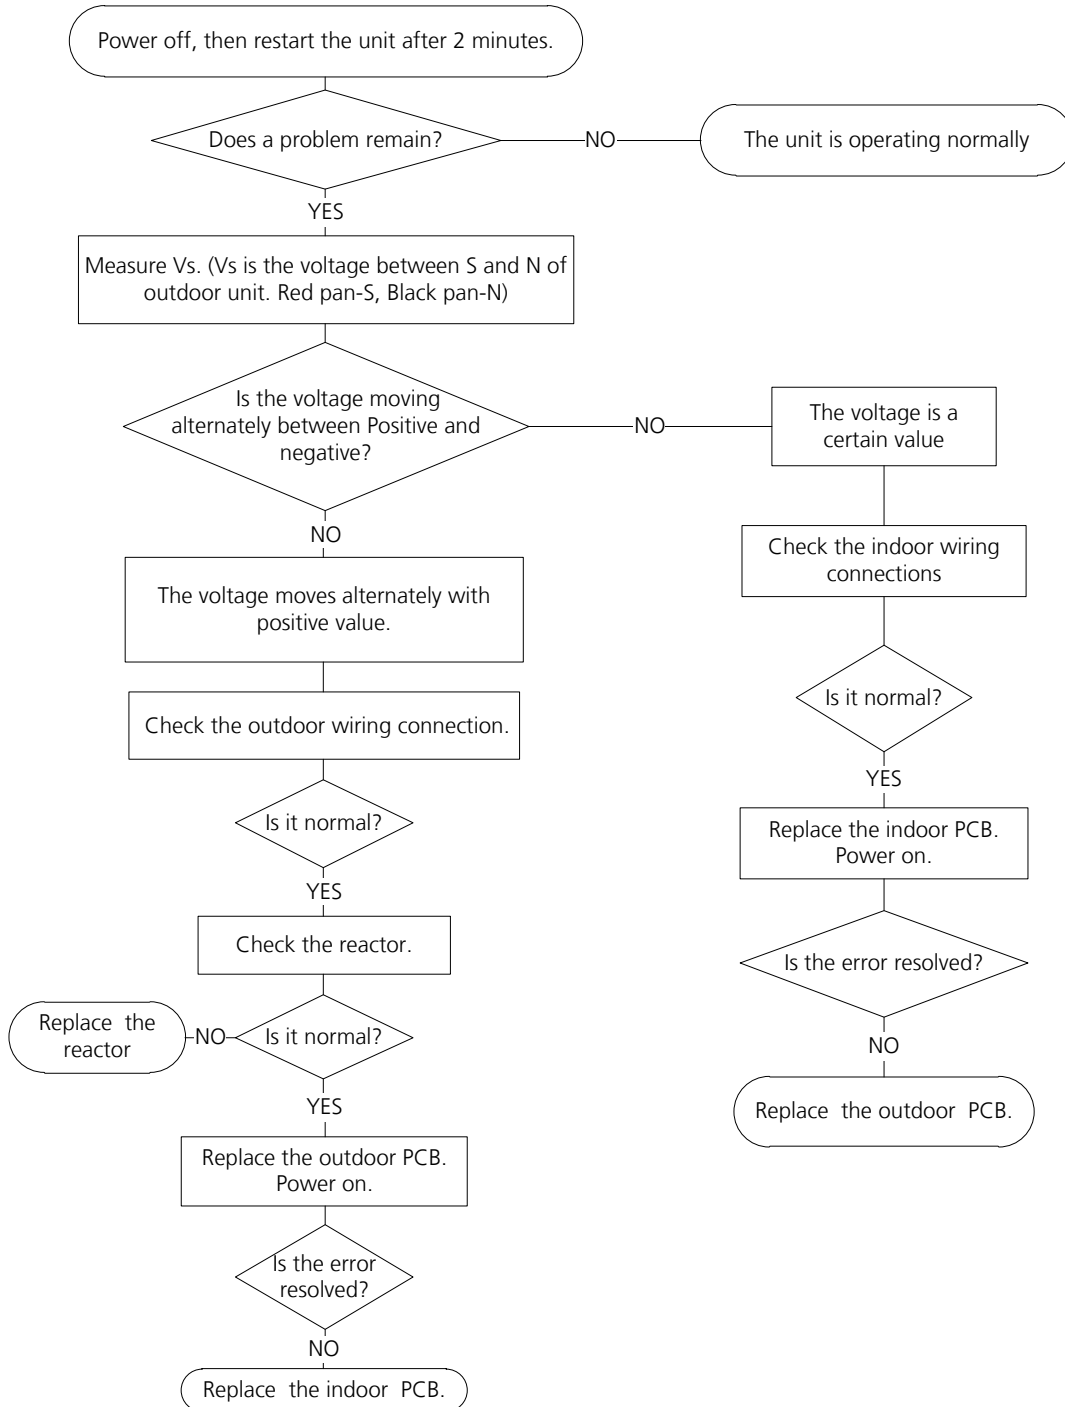 Power off, then restart the unit after 2 minutes.
Does a problem remain?
NO
The unit is operating normally
YES
Measure Vs. (Vs is the voltage between S and N of
outdoor unit. Red pan-S, Black pan-N)
Is the voltage moving
alternately between Positive and
negative?
NO
The voltage is a
certain value
NO
Check the indoor wiring
connections
The voltage moves alternately with
positive value.
Is it normal?
Check the outdoor wiring connection.
YES
Is it normal?
Replace the indoor PCB.
Power on.
YES
Check the reactor.
Is the error resolved?
Replace  the
reactor
NO
Is it normal?
NO
YES
Replace  the outdoor  PCB.
Replace the outdoor PCB.
Power on.
Is the error
resolved?
NO
Replace  the indoor  PCB.